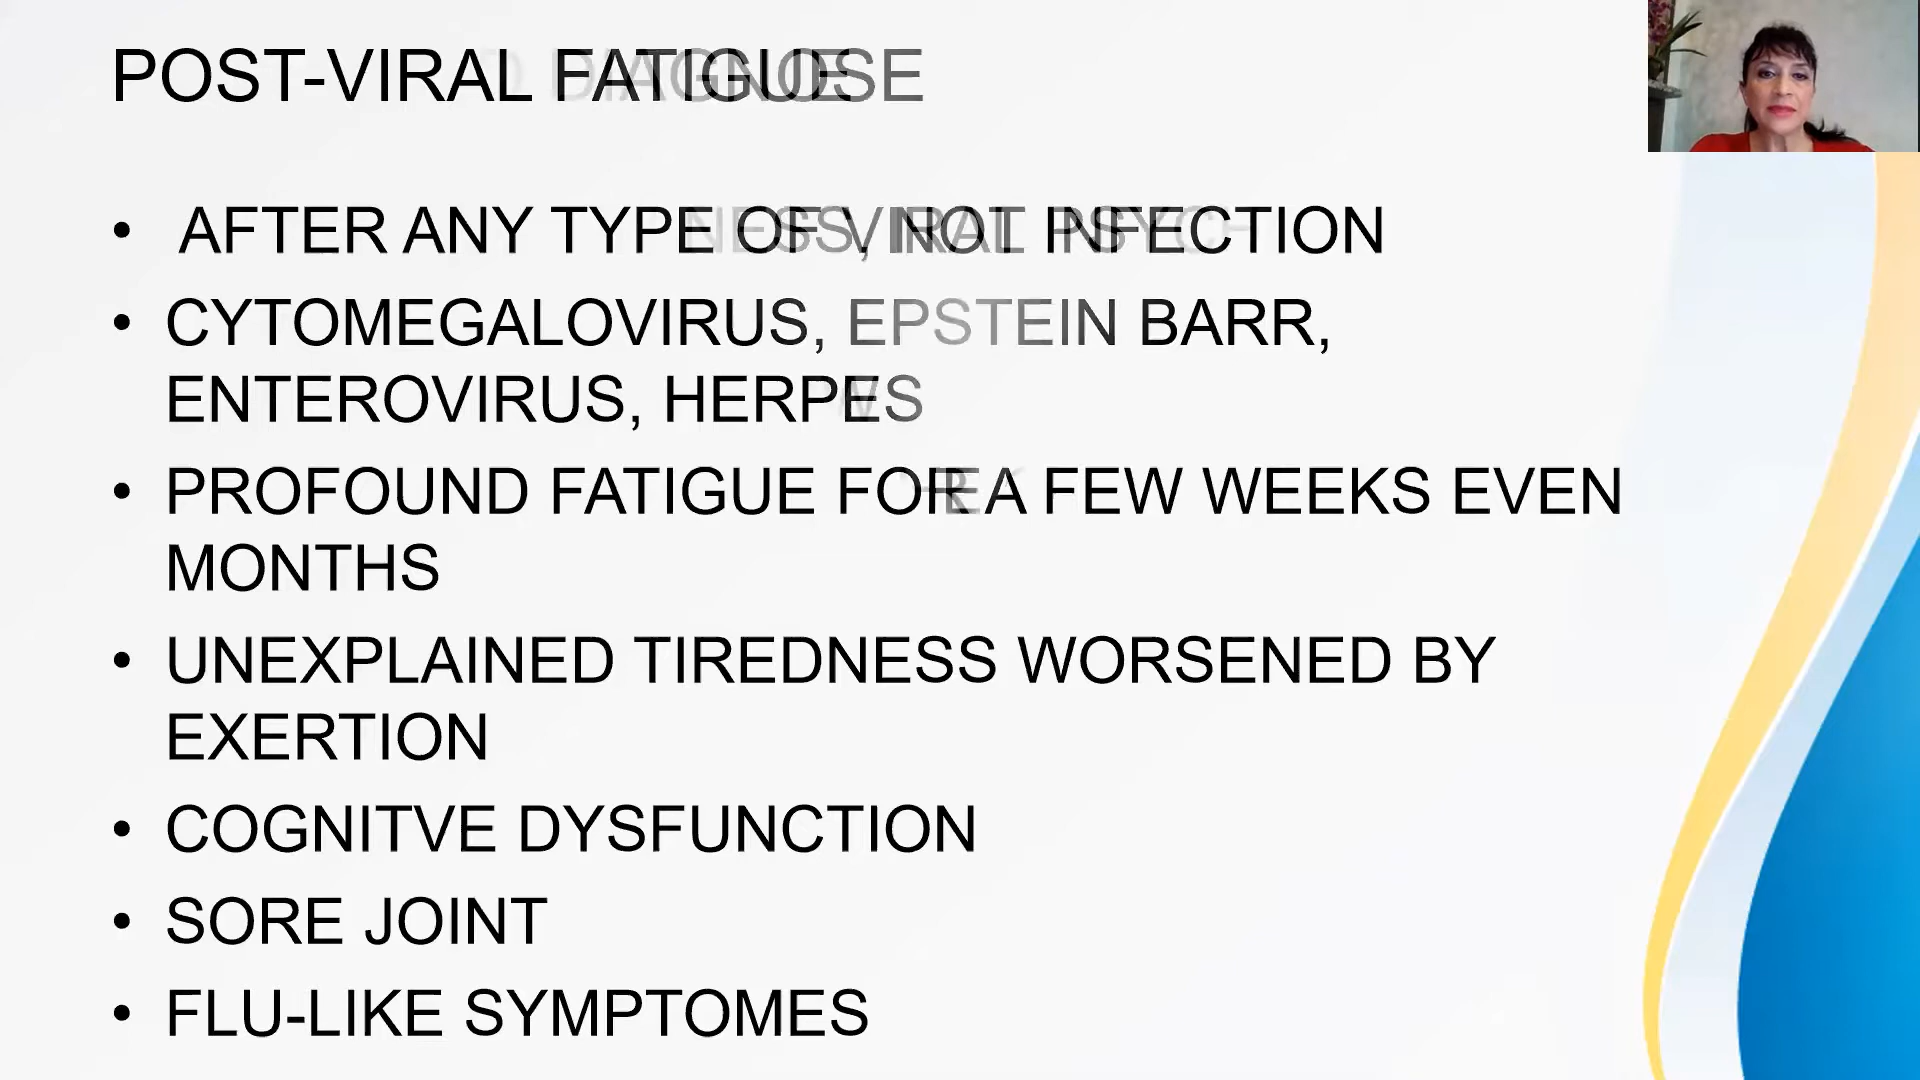 POST-VIRAL FATIGUE
• AFTER ANY TYPE OF VIRAL INFECTION
• CYTOMEGALOVIRUS, EPSTEIN BARR,
ENTEROVIRUS, HERPES
• PROFOUND FATIGUE FOR A FEW WEEKS EVEN
MONTHS
• UNEXPLAINED TIREDNESS WORSENED BY
EXERTION
• COGNITVE DYSFUNCTION
• SORE JOINT
• FLU-LIKE SYMPTOMES